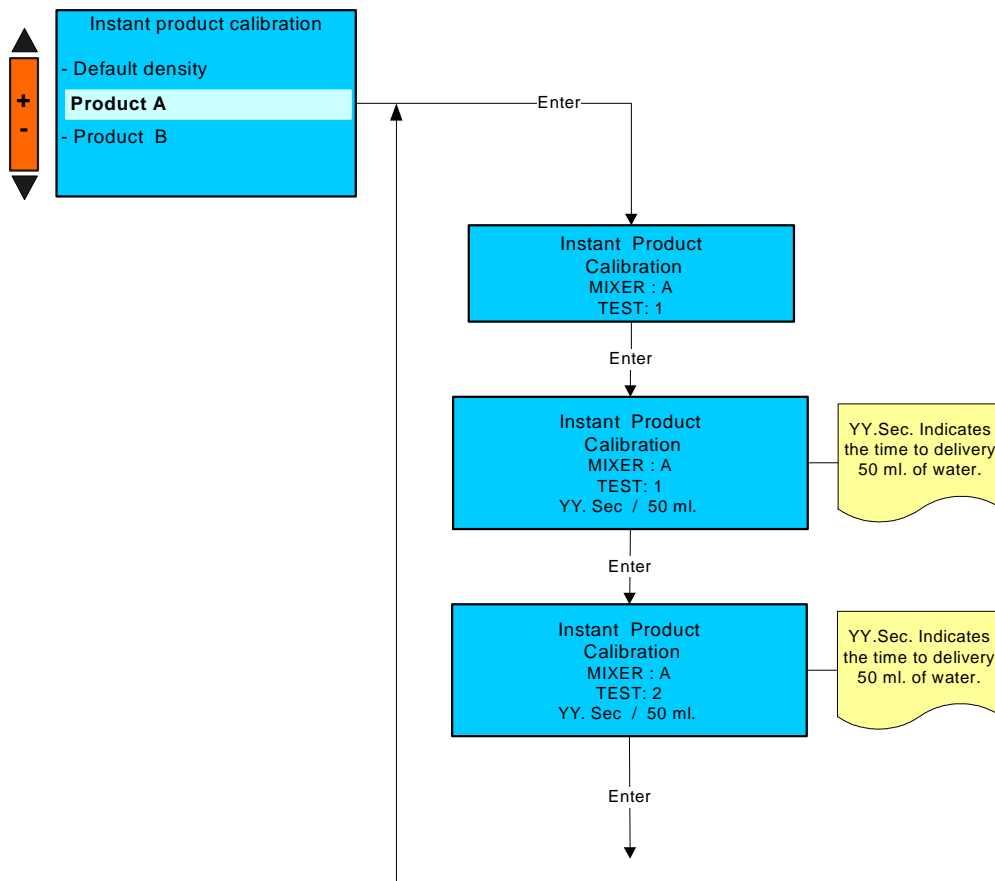 Instant product calibration
- Default density
+
Product A
-
- Product B
Enter
Instant Product
Calibration
MIXER : A
TEST: 1
Enter
Instant Product
Calibration
MIXER : A
TEST: 1
YY. Sec / 50 ml.
YY.Sec. Indicates
the time to delivery
50 ml. of water.
Enter
Instant Product
Calibration
MIXER : A
TEST: 2
YY. Sec / 50 ml.
YY.Sec. Indicates
the time to delivery
50 ml. of water.
Enter